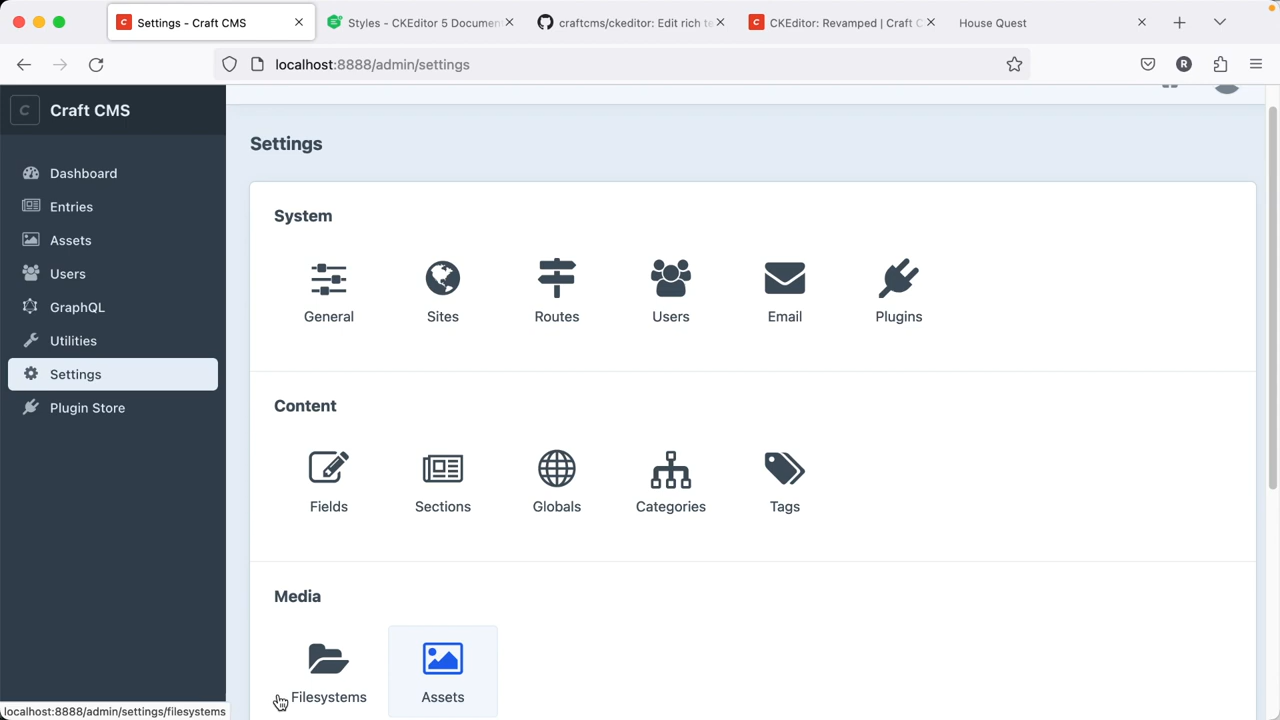 Settings - Craft CMS
Styles - CKEditor 5 Documen
craftcms/ckeditor: Edit rich te
CKEditor: Revamped | Craft C
House Quest
localhost:8888/admin/settings
R
C
Craft CMS
Dashboard
Entries
Assets
Users
GraphQL
Utilities
Settings
Plugin Store
Settings
System
General
Sites
Routes
Users
Email
Plugins
Content
Fields
Sections
Globals
Categories
Tags
Media
Filesystems
Assets
localhost:8888/admin/settings/filesystems